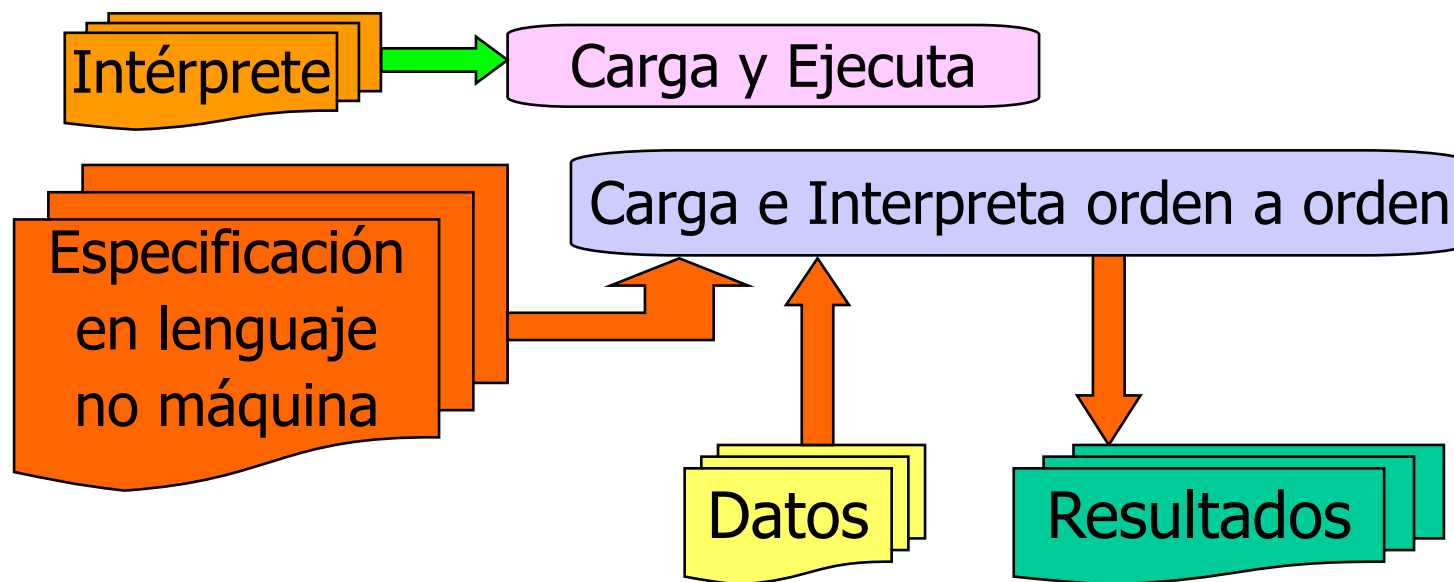 Intérprete
Carga y Ejecuta
Carga e Interpreta orden a orden
Especificación
en lenguaje
no máquina
Datos
Resultados